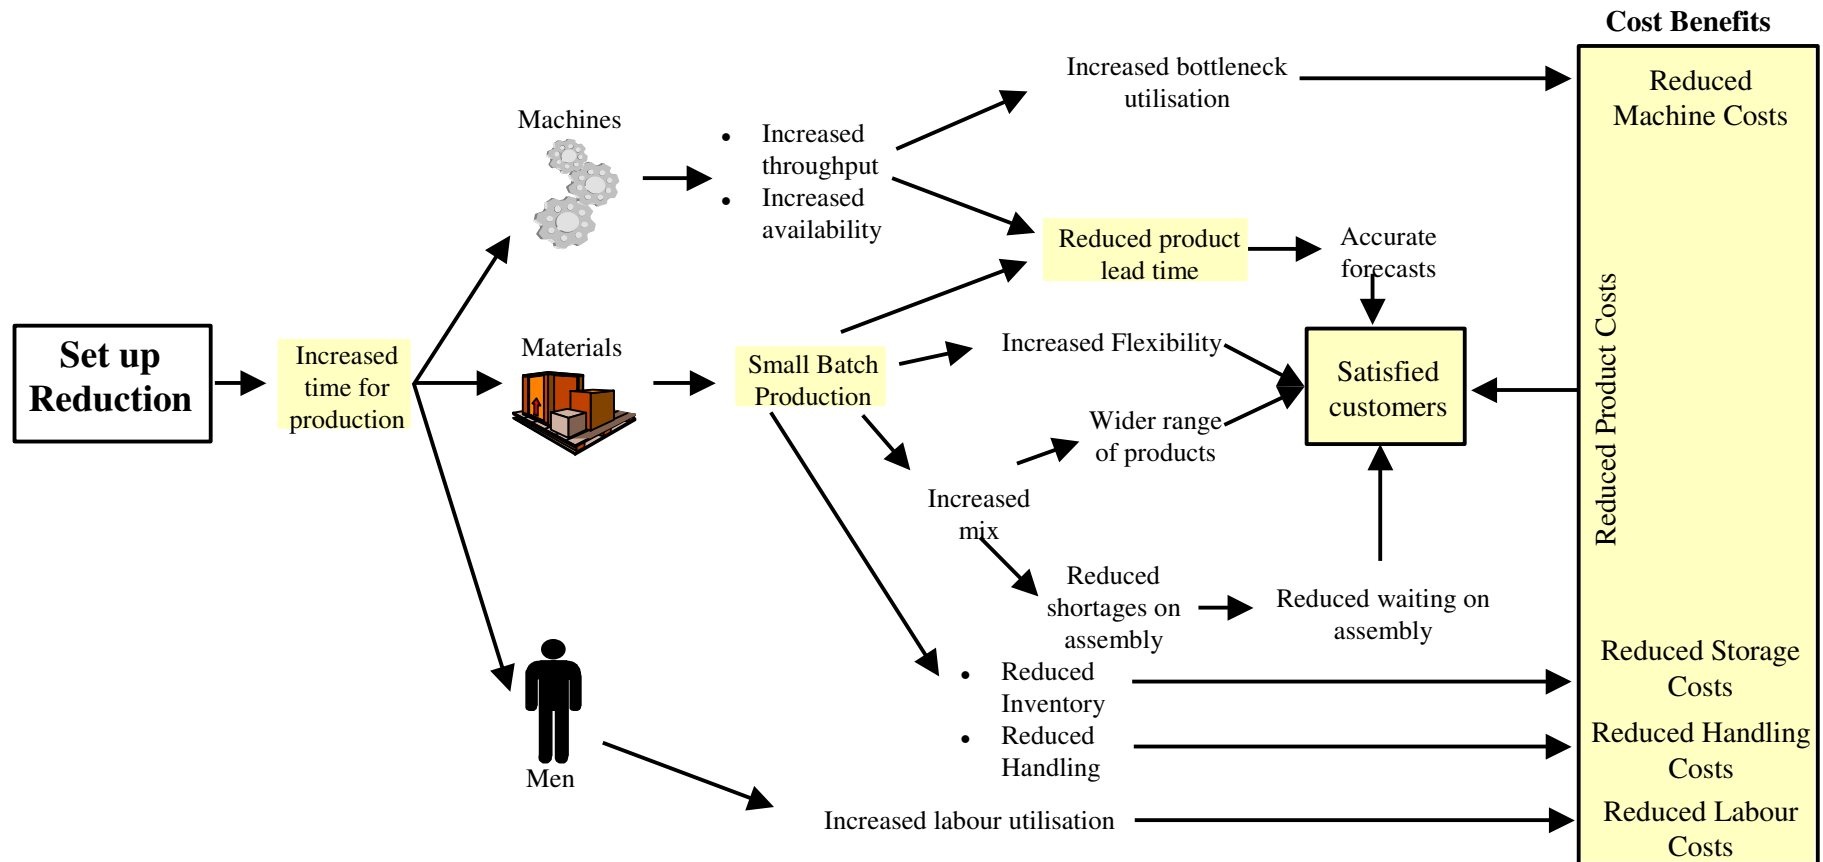 Cost Benefits
Increased bottleneck
utilisation
Reduced
Machine Costs
Machines
• Increased
throughput
• Increased
availability
Reduced product
lead time
Accurate
forecasts
Set up
Reduction
Increased
time for
production
Materials
Small Batch
Production
Increased Flexibility
Satisfied
customers
Reduced Product Costs
Wider range
of products
Increased
mix
Reduced
shortages on
assembly
Reduced waiting on
assembly
• Reduced
Inventory
• Reduced
Handling
Reduced Storage
Costs
Reduced Handling
Costs
Men
Increased labour utilisation
Reduced Labour
Costs